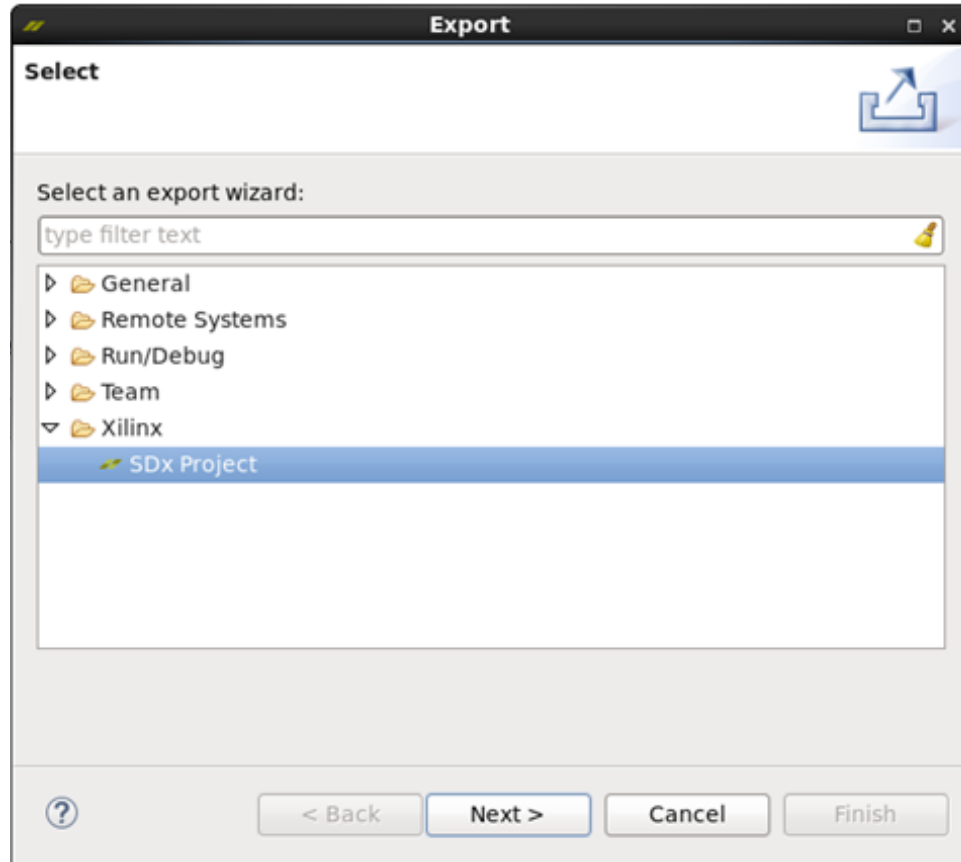 Export
Select
Select an export wizard:
type filter text
General
Remote Systems
Run/Debug
Team
Xilinx
SDx Project
?
< Back Next > Cancel Finish